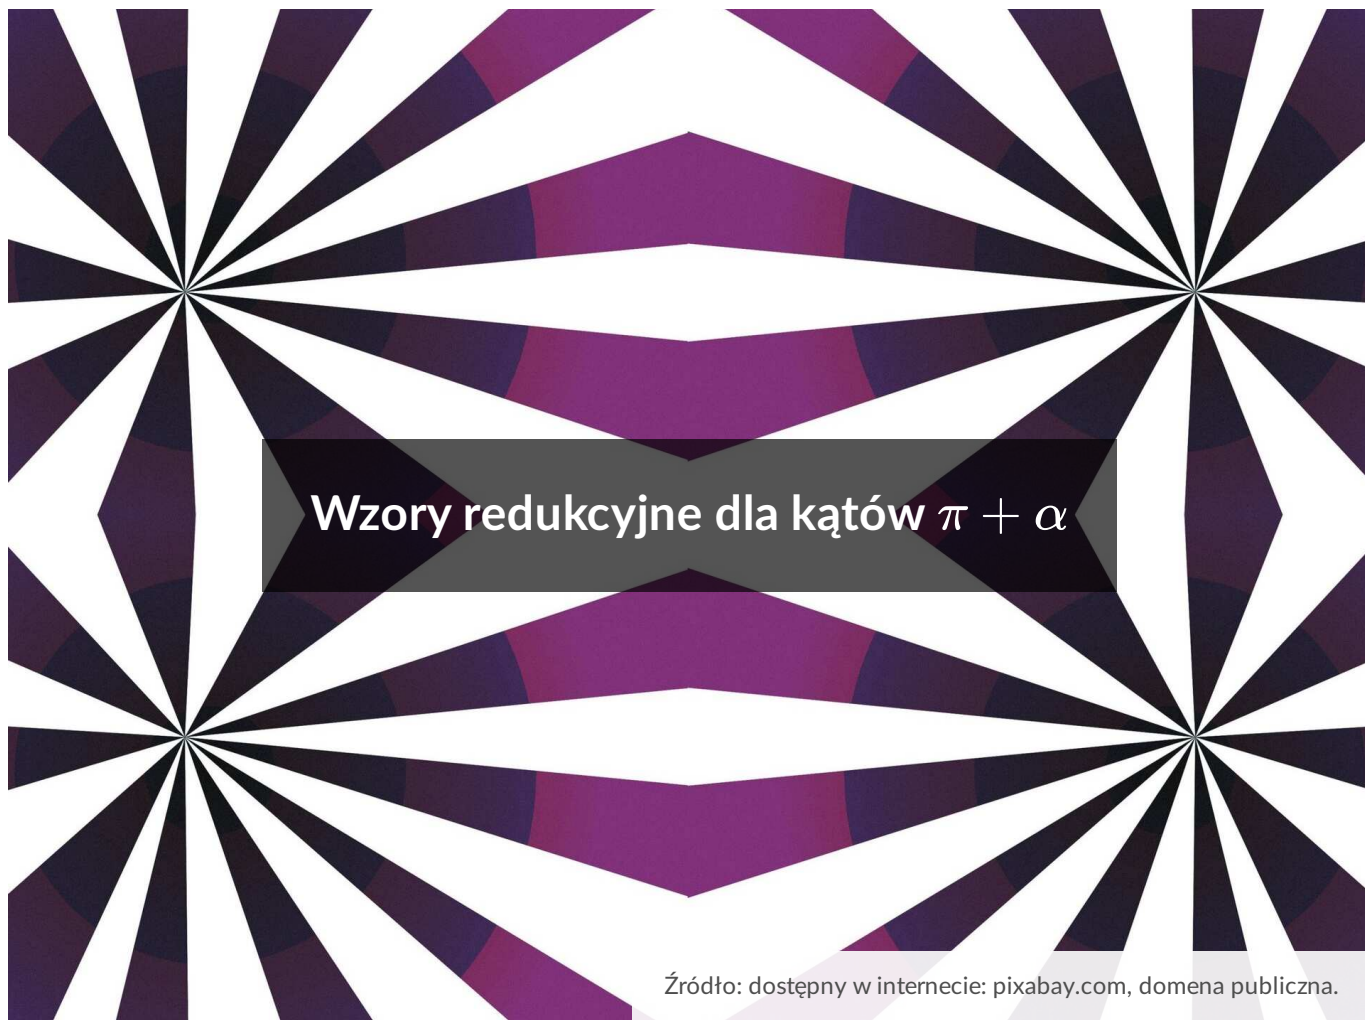 Wzory redukcyjne dla kątów π + α
Źródło: dostępny w internecie: pixabay.com, domena publiczna.